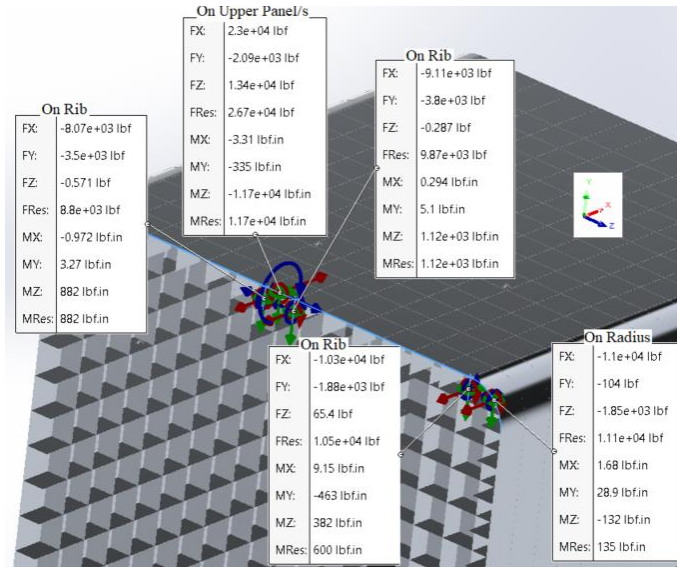 On Upper Panel/s
FX: 2.3e+04 lbf
FY: -2.09e+03 lbf
FZ: 1.34e+04 lbf
FRes: 2.67e+04 lbf
MX: -3.31 lbf.in
MY: -335 lbf.in
MZ: -1.17e+04 lbf.in
MRes: 1.17e+04 lbf.in
On Rib
FX: -9.11e+03 lbf
FY: -3.8e+03 lbf
FZ: -0.287 lbf
FRes: 9.87e+03 lbf
MX: 0.294 lbf.in
MY: 5.1 lbf.in
MZ: 1.12e+03 lbf.in
MRes: 1.12e+03 lbf.in
On Rib
FX: -8.07e+03 lbf
FY: -3.5e+03 lbf
FZ: -0.571 lbf
FRes: 8.8e+03 lbf
MX: -0.972 lbf.in
MY: 3.27 lbf.in
MZ: 882 lbf.in
MRes: 882 lbf.in
Y
X
Z
On Rib
FX: -1.03e+04 lbf
FY: -1.88e+03 lbf
FZ: 65.4 lbf
FRes: 1.05e+04 lbf
MX: 9.15 lbf.in
MY: -463 lbf.in
MZ: 382 lbf.in
MRes: 600 lbf.in
On Radius
FX: -1.1e+04 lbf
FY: -104 lbf
FZ: -1.85e+03 lbf
FRes: 1.11e+04 lbf
MX: 1.68 lbf.in
MY: 28.9 lbf.in
MZ: -132 lbf.in
MRes: 135 lbf.in